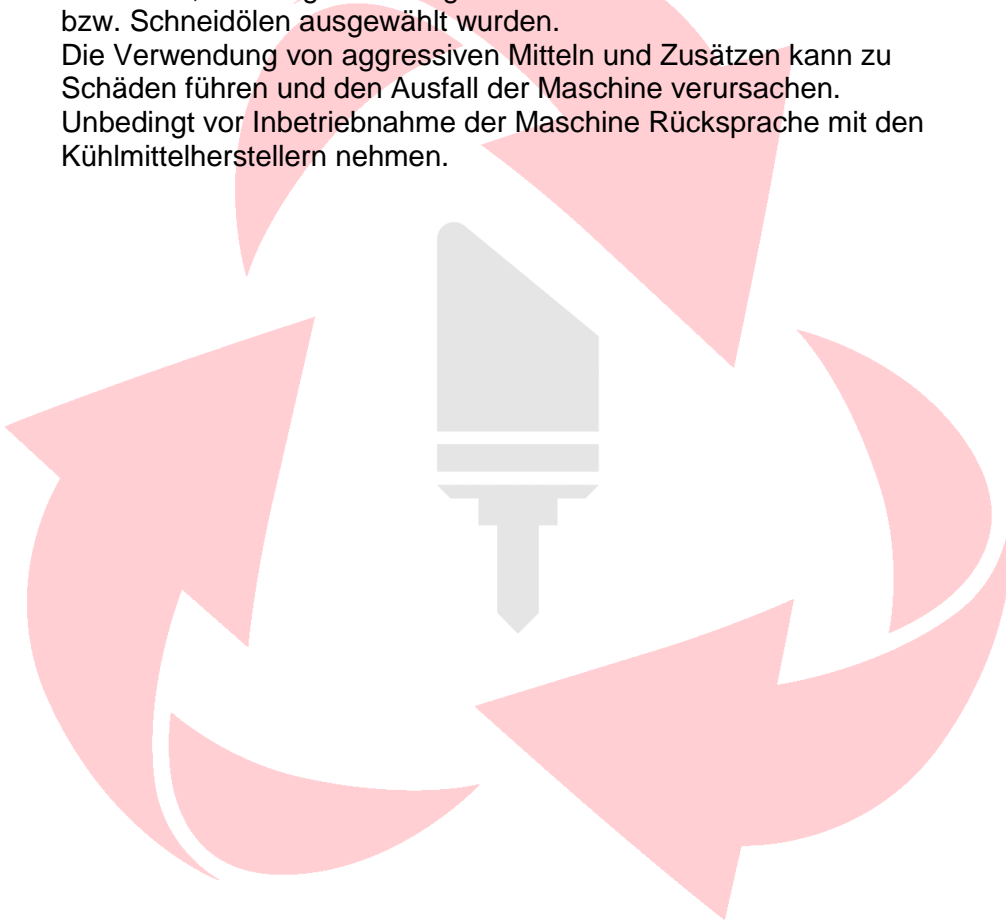 bzw. Schneidölen ausgewählt wurden.
Die Verwendung von aggressiven Mitteln und Zusätzen kann zu
Schäden führen und den Ausfall der Maschine verursachen.
Unbedingt vor Inbetriebnahme der Maschine Rücksprache mit den
Kühlmittelherstellern nehmen.